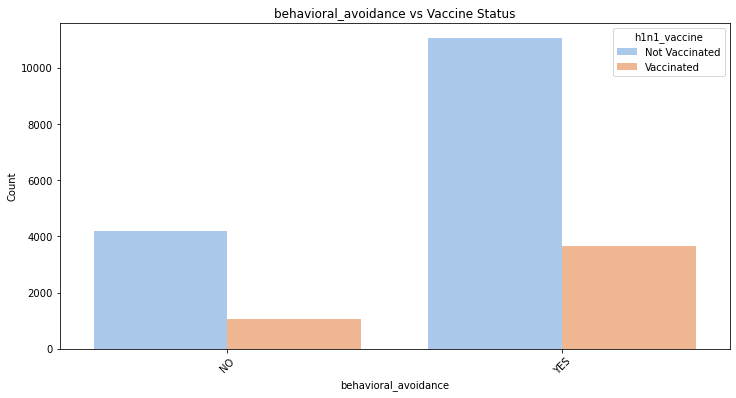 behavioral_avoidance vs Vaccine Status
h1n1_vaccine
Not Vaccinated
Vaccinated
Count
10000
8000
6000
4000
2000
0
NO
YES
behavioral_avoidance